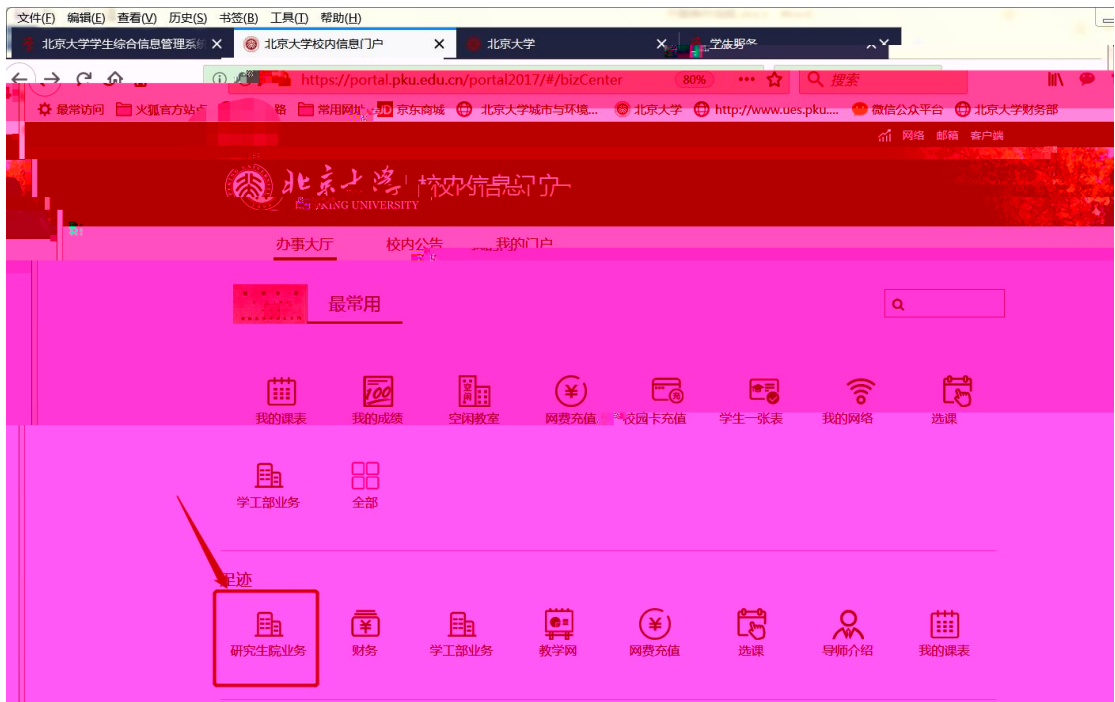 文件(F) 编辑(E) 查看(V) 历史(S) 书签(B) 工具(T) 帮助(H)
北京大学学生综合信息管理系统 北京大学校内信息门户 北京大学
https://portal.pku.edu.cn/portal2017/#/bizCenter 80% 搜索
最常访问 火狐官方站点 常用网址 JD 京东商城 北京大学城市与环境... 北京大学 http://www.ues.pku.... 微信公众平台 北京大学财务部
网络 邮箱 客户端
北京大学 校内信息门户
PEKING UNIVERSITY
办事大厅 校内公告 我的门户
最常用
我的课表 我的成绩 空闲教室 网费充值 校园卡充值 学生一张表 我的网络 选课
学工部业务 全部
足迹
研究生院业务 财务 学工部业务 教学网 网费充值 选课 导师介绍 我的课表